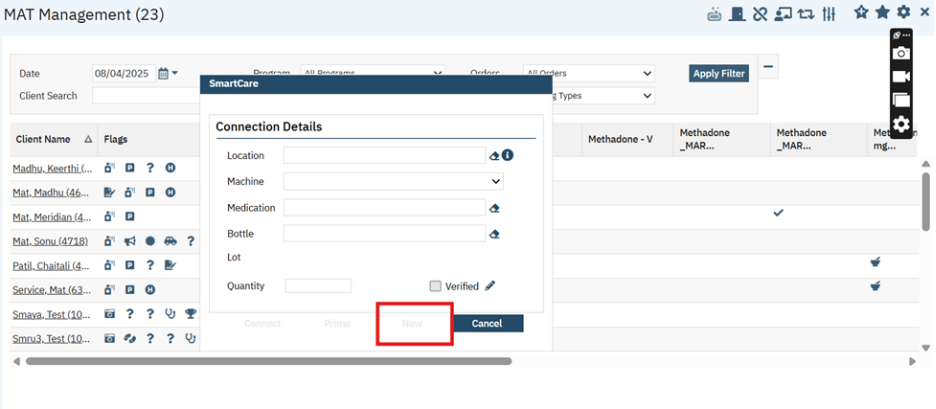 MAT Management (23)
Date 08/04/2025 Program All Programs Orders All Orders Apply Filter
SmartCare
Client Search g Types
Connection Details
Client Name Flags Methadone - V Methadone _MAR... Methadone _MAR... mg...
Location
Madhu, Keerthi (...
Machine
Mat, Madhu (46...
Medication
Mat, Meridian (4...
Bottle
Mat, Sonu (4718)
Lot
Patil, Chaitali (4...
Quantity Verified
Service, Mat (63...
Smaya, Test (10...
Connect Prime New Cancel
Smru3, Test (10...